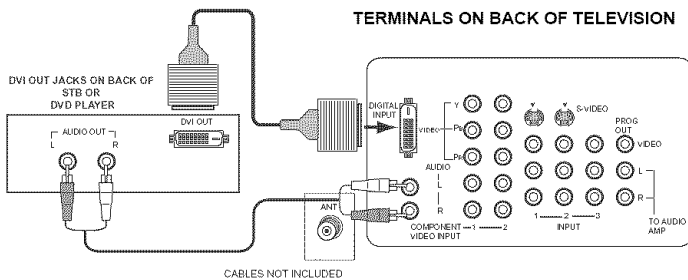 TERMINALS ON BACK OF TELEVISION
DVI OUT JACKS ON BACK OF
STB OR
DVD PLAYER
DVI OUT
AUDIO OUT
L R
DIGITAL
INPUT
VIDEO
Y
PB
PR
AUDIO
L
R
S-VIDEO
PROG
OUT
VIDEO
L
R
TO AUDIO
AMP
ANT
COMPONENT
VIDEO INPUT
1 2
1 2 3
INPUT
CABLES NOT INCLUDED